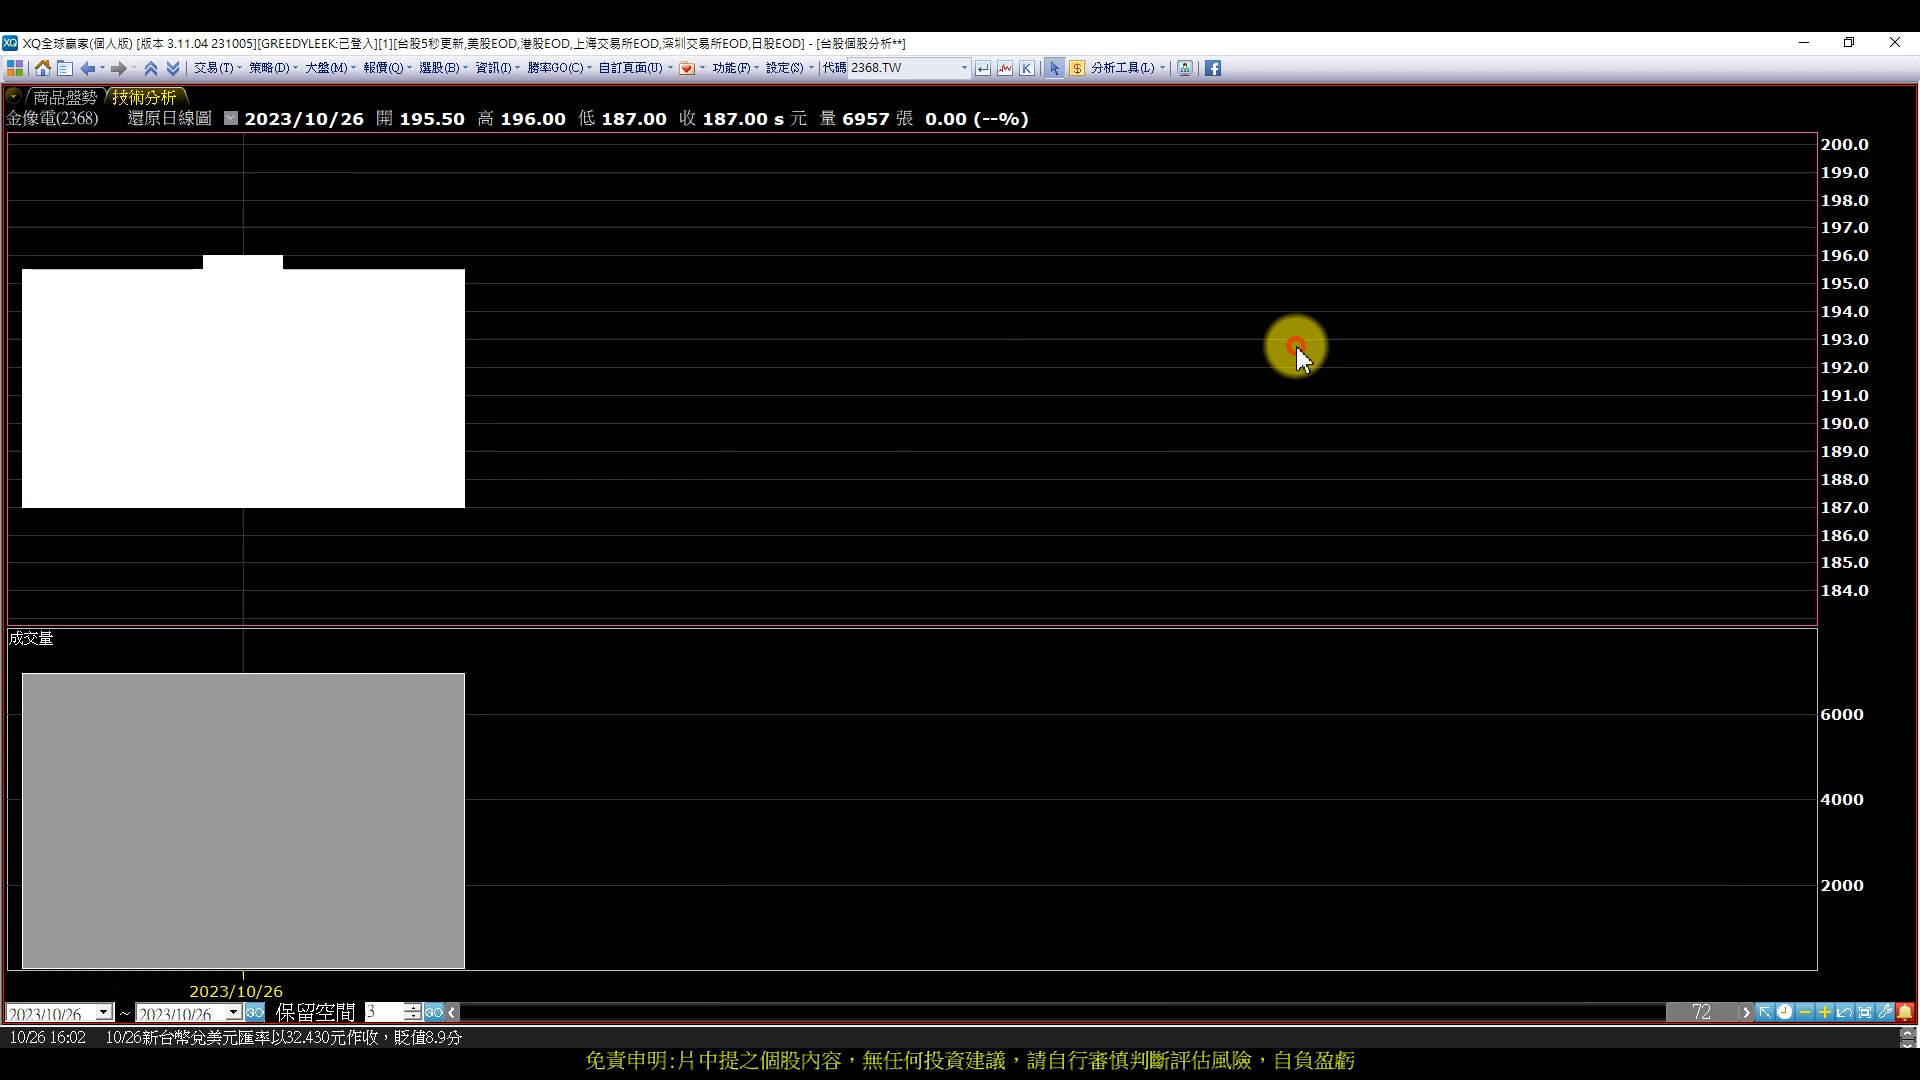 XQ全球贏家(個人版) [版本 3.11.04 231005][GREEDYLEEK:已登入][1][台股5秒更新,美股EOD,港股EOD,上海交易所EOD,深圳交易所EOD,日股EOD] - [台股個股分析**]
交易(T) 策略(D) 大盤(M) 報價(Q) 選股(B) 資訊(I) 勝率GO(C) 自訂頁面(U) 功能(F) 設定(S) 代碼 2368.TW K $ 分析工具(L)
商品盤勢 技術分析
金像電(2368) 還原日線圖 2023/10/26 開 195.50 高 196.00 低 187.00 收 187.00 s 元 量 6957 張 0.00 (--%)
200.0
199.0
198.0
197.0
196.0
195.0
194.0
193.0
192.0
191.0
190.0
189.0
188.0
187.0
186.0
185.0
184.0
成交量
6000
4000
2000
2023/10/26
2023/10/26 ~ 2023/10/26 GO 保留空間 3 GO 72
10/26 16:02 10/26新台幣兌美元匯率以32.430元作收，貶值8.9分
免責申明:片中提之個股內容，無任何投資建議，請自行審慎判斷評估風險，自負盈虧